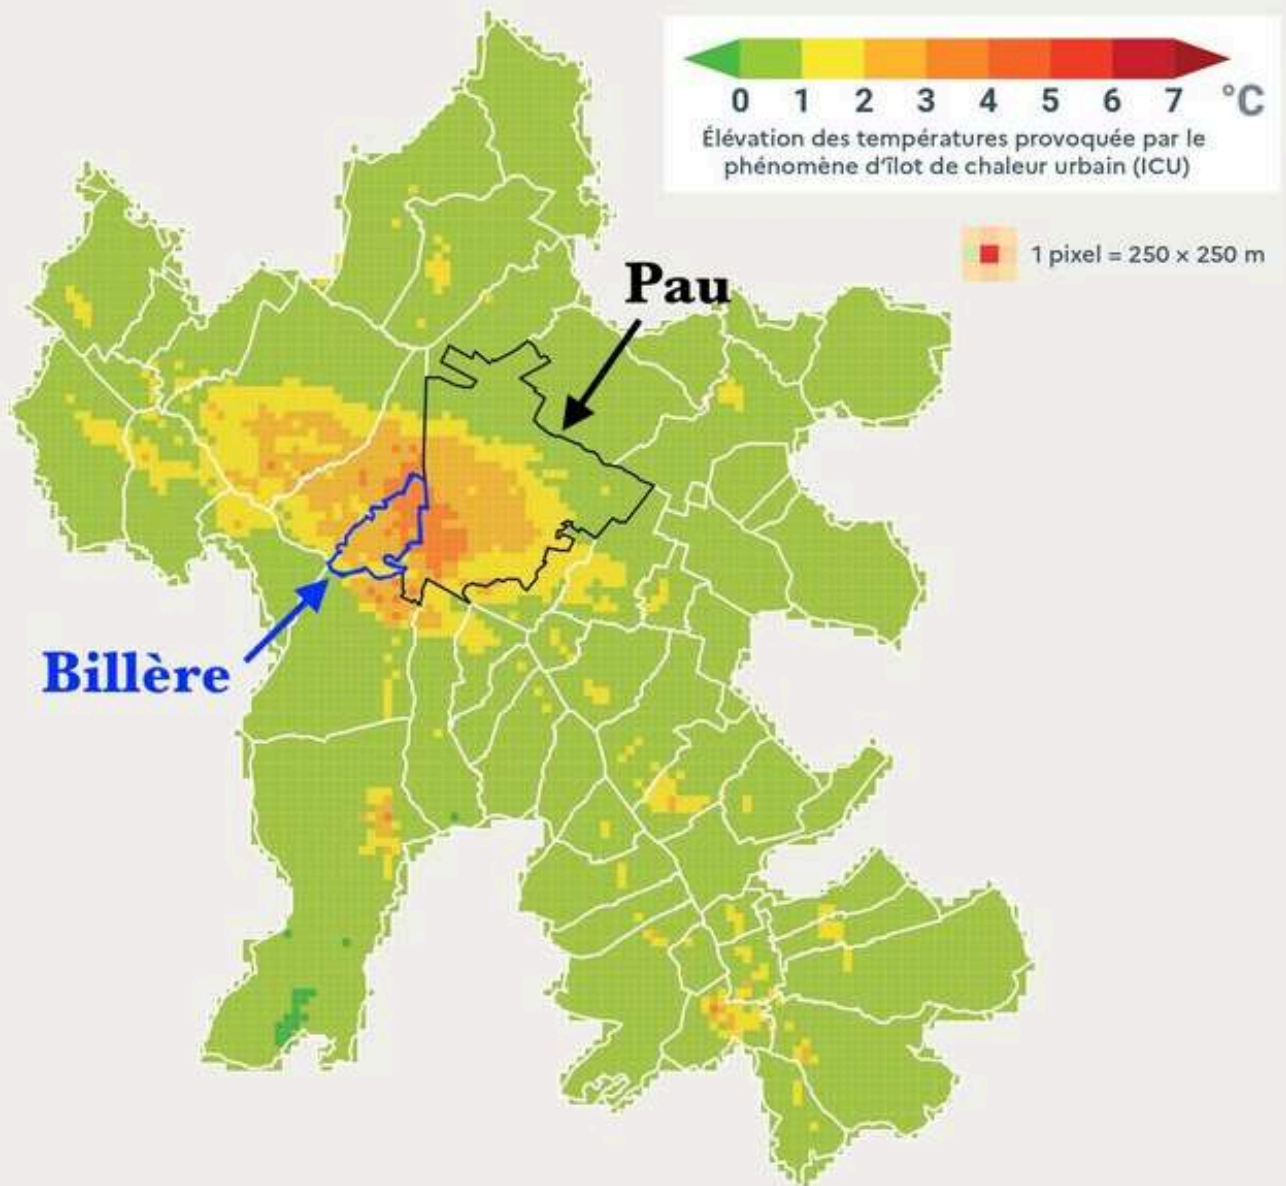 0 1 2 3 4 5 6 7 °C
Élévation des températures provoquée par le
phénomène d'îlot de chaleur urbain (ICU)
1 pixel = 250 × 250 m
Pau
Billère